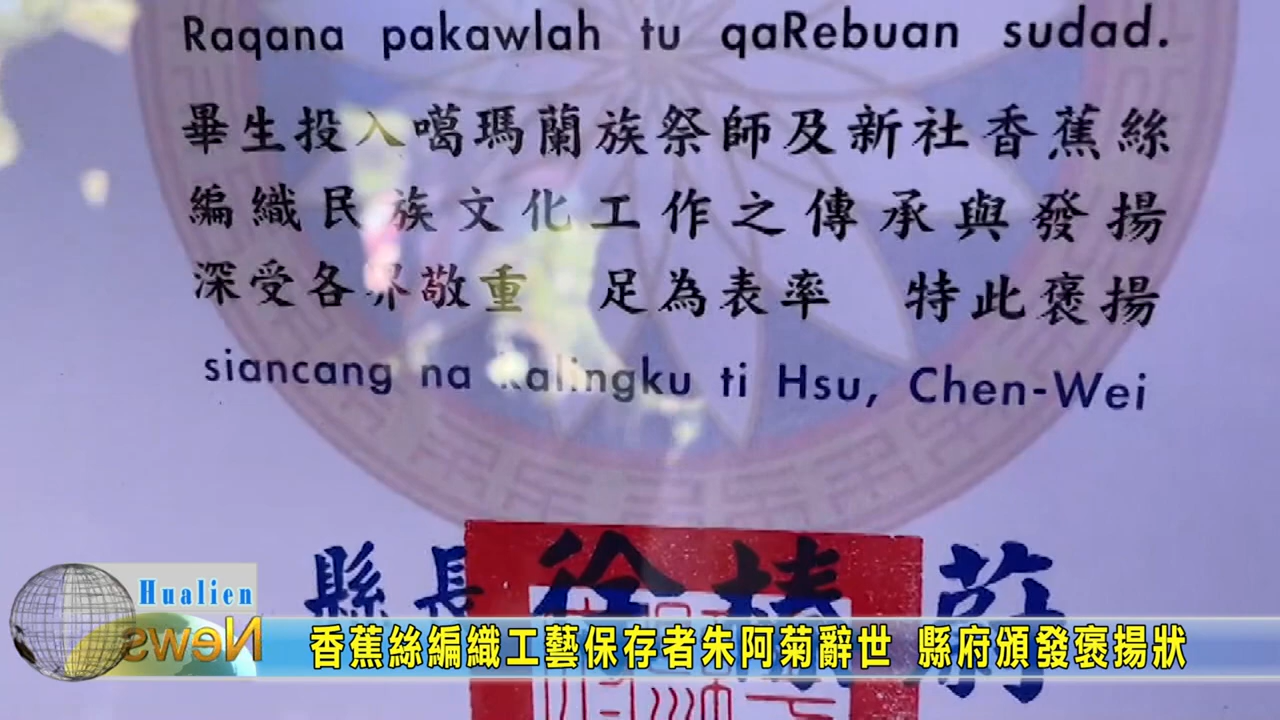 Raqana pakawlah tu qaRebuan sudad.
畢生投入噶瑪蘭族祭師及新社香蕉絲
編織民族文化工作之傳承與發揚
深受各界敬重 足為表率 特此褒揚
siancang na kalingku ti Hsu, Chen-Wei
縣長 徐榛蔚
Hualien
News
香蕉絲編織工藝保存者朱阿菊辭世 縣府頒發褒揚狀